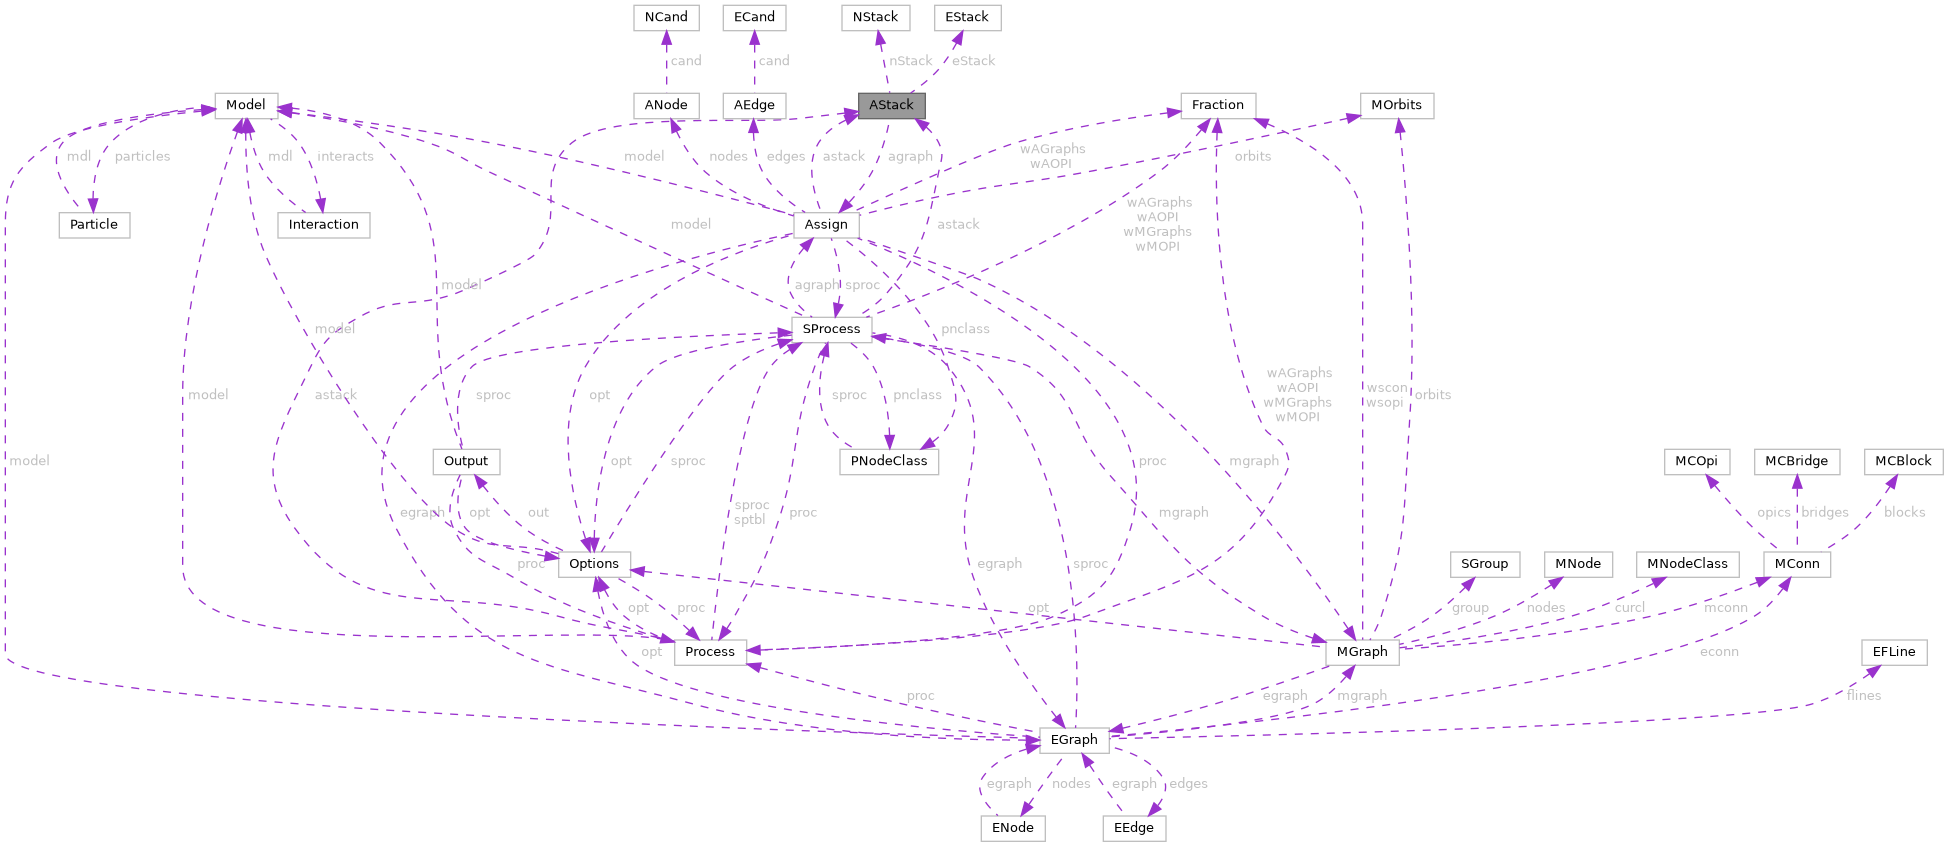 NCand
ECand
NStack
EStack
cand
cand
nStack
eStack
Model
ANode
AEdge
AStack
Fraction
MOrbits
mdl
particles
mdl
interacts
model
nodes
edges
astack
agraph
wAGraphs
wAOPI
orbits
Particle
Interaction
model
Assign
astack
wAGraphs
wAOPI
wMGraphs
wMOPI
model
agraph
sproc
model
SProcess
pnclass
model
astack
sproc
opt
sproc
pnclass
wAGraphs
wAOPI
wMGraphs
wMOPI
wscon
wsopi
orbits
model
Output
opt
sproc
PNodeClass
proc
mgraph
MCOpi
MCBridge
MCBlock
egraph
opt
out
sproc
sptbl
proc
mgraph
opics
bridges
blocks
proc
Options
egraph
sproc
SGroup
MNode
MNodeClass
MConn
opt
proc
opt
group
nodes
curcl
mconn
opt
Process
MGraph
econn
EFLine
proc
egraph
mgraph
flines
EGraph
egraph
nodes
egraph
edges
ENode
EEdge